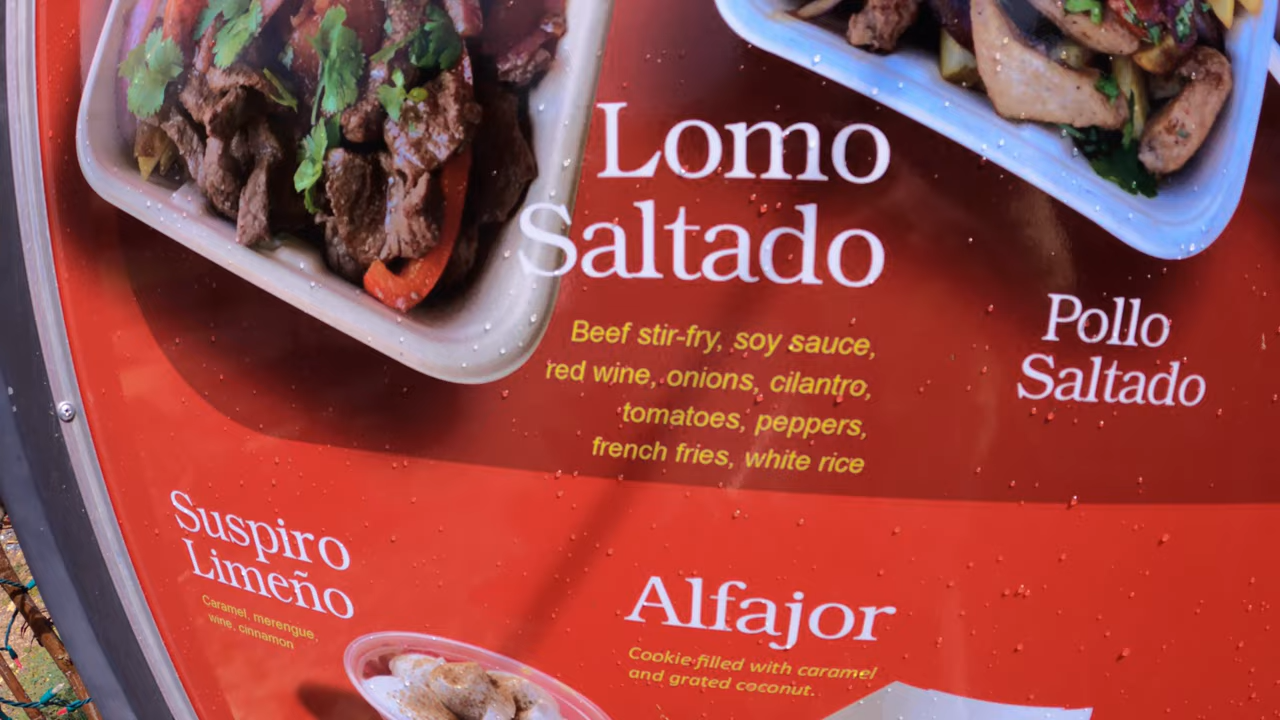 Lomo
Saltado
Beef stir-fry, soy sauce,
red wine, onions, cilantro,
tomatoes, peppers,
french fries, white rice
Pollo
Saltado
Suspiro
Limeño
Caramel, merengue
wine, cinnamon
Alfajor
Cookie filled with caramel
and grated coconut.